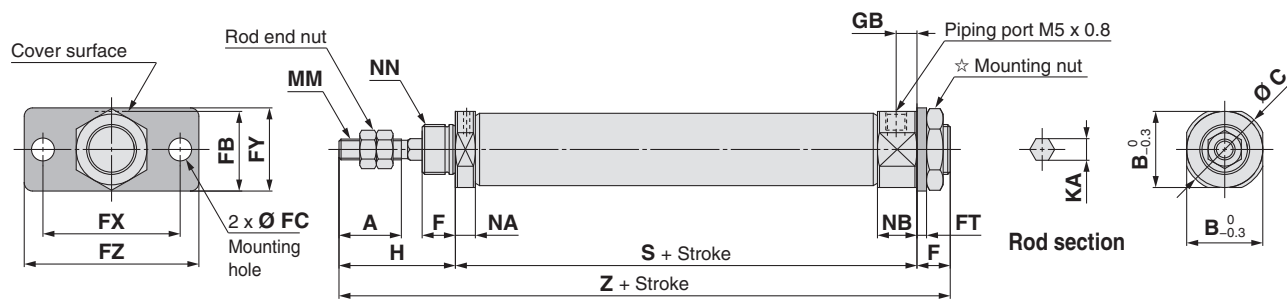 Cover surface
FB
FY
FX
FZ
2 x Ø FC
Mounting
hole
Rod end nut
MM
NN
GB
Piping port M5 x 0.8
☆ Mounting nut
A
F
NA
H
S + Stroke
Z + Stroke
NB
FT
F
KA
Rod section
B 0 -0.3
Ø C
B 0 -0.3